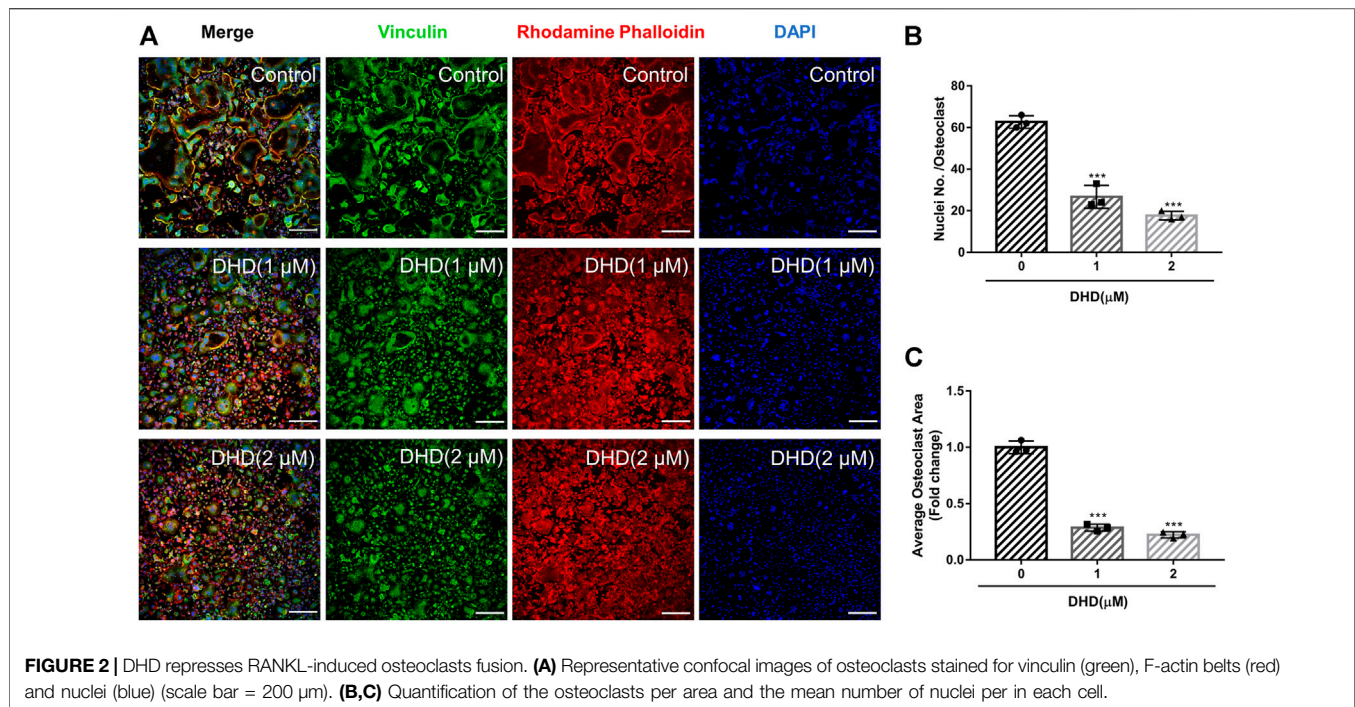 A
Merge Vinculin Rhodamine Phalloidin DAPI
Control Control Control Control
DHD(1 µM) DHD(1 µM) DHD(1 µM) DHD(1 µM)
DHD(2 µM) DHD(2 µM) DHD(2 µM) DHD(2 µM)
B
Nuclei No. /Osteoclast
80
60
40
20
0
***
***
0 1 2
DHD(µM)
C
Average Osteoclast Area
(Fold change)
1.5
1.0
0.5
0.0
***
***
0 1 2
DHD(µM)
FIGURE 2 | DHD represses RANKL-induced osteoclasts fusion. (A) Representative confocal images of osteoclasts stained for vinculin (green), F-actin belts (red)
and nuclei (blue) (scale bar = 200 µm). (B,C) Quantification of the osteoclasts per area and the mean number of nuclei per in each cell.